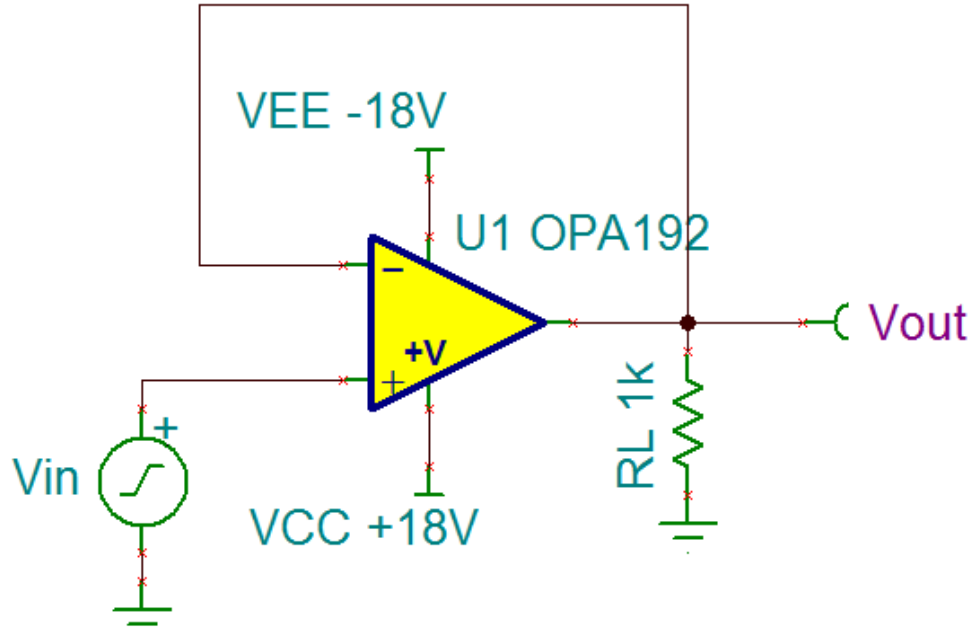 VEE -18V
U1 OPA192
−
+V
+
Vout
+
Vin
RL 1k
VCC +18V